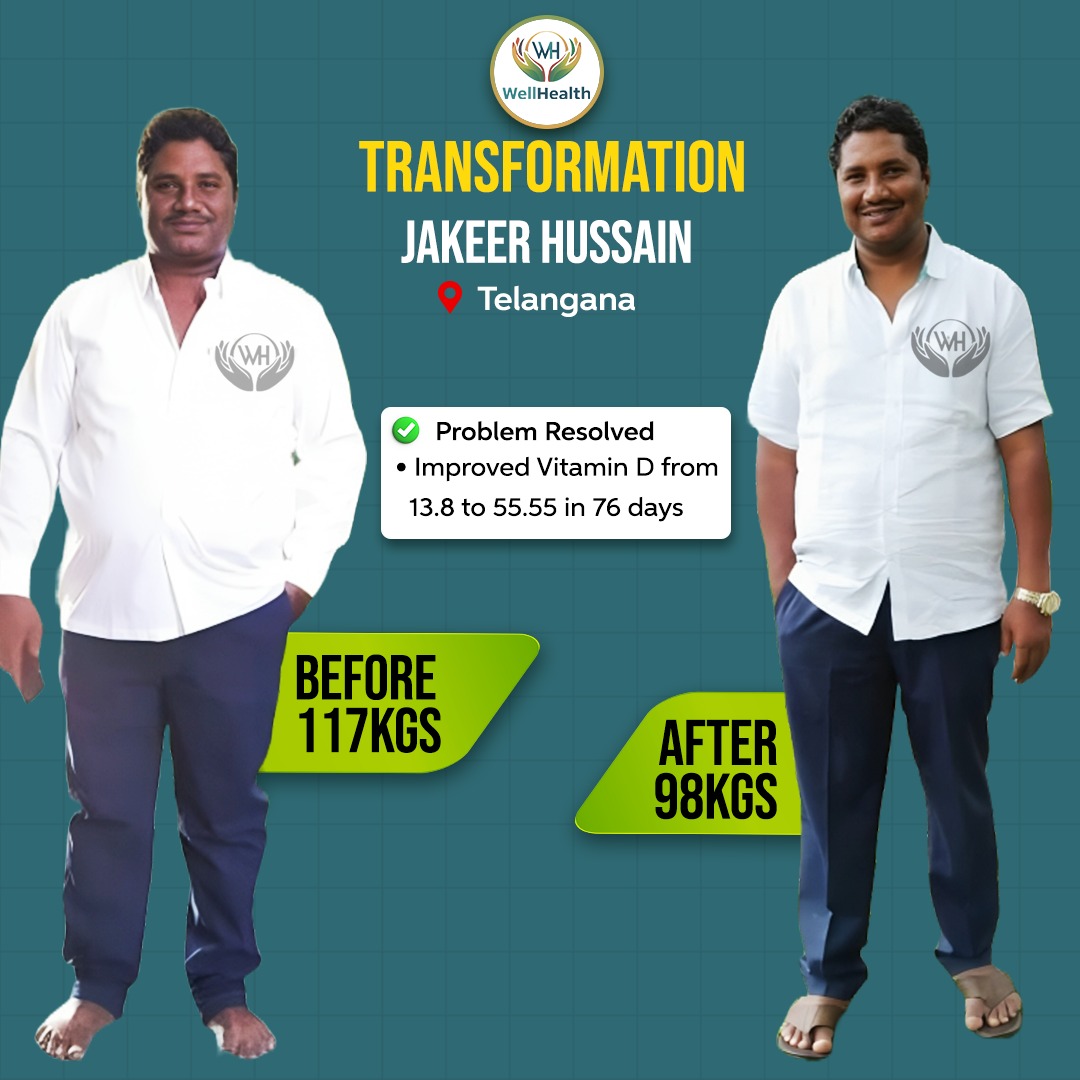 WH
WellHealth
TRANSFORMATION
JAKEER HUSSAIN
Telangana
WH
WH
Problem Resolved
• Improved Vitamin D from
13.8 to 55.55 in 76 days
BEFORE
117KGS
AFTER
98KGS